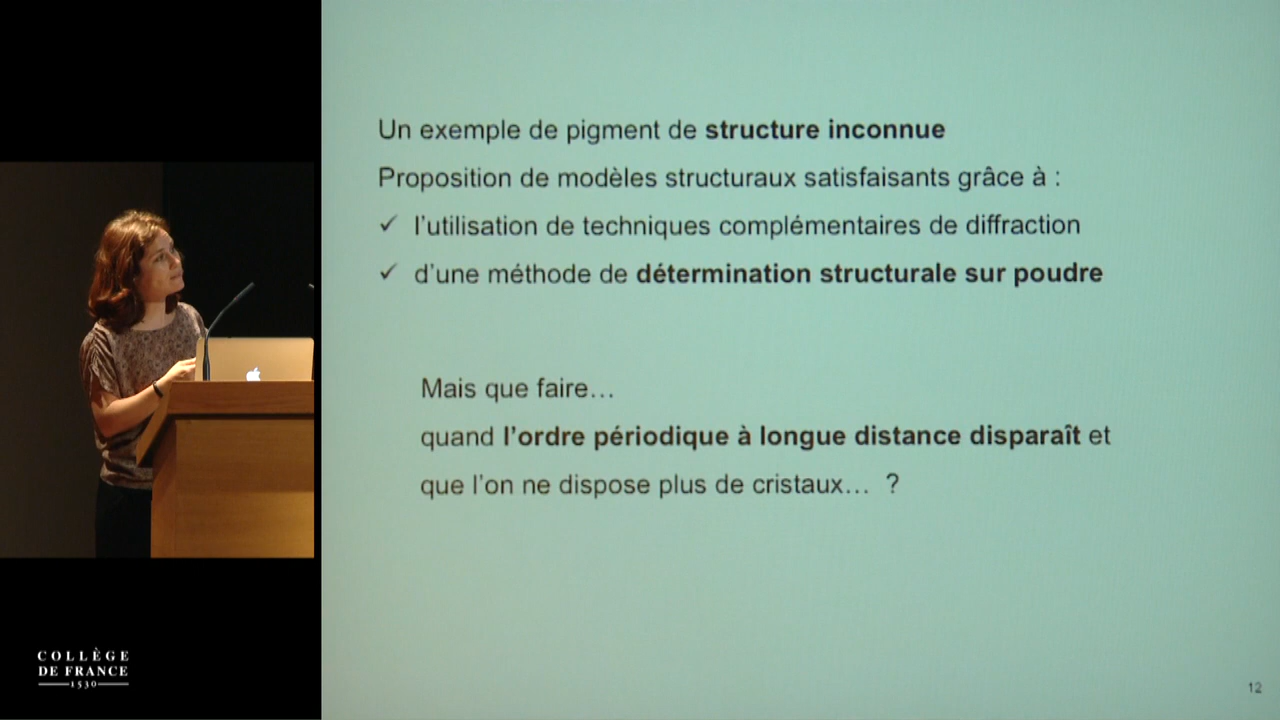 Un exemple de pigment de structure inconnue
Proposition de modèles structuraux satisfaisants grâce à :
✓ l'utilisation de techniques complémentaires de diffraction
✓ d'une méthode de détermination structurale sur poudre
Mais que faire…
quand l'ordre périodique à longue distance disparaît et
que l'on ne dispose plus de cristaux… ?
12
COLLÈGE
DE FRANCE
1530